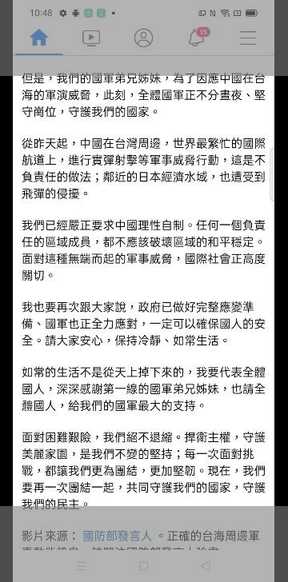 10:48
15
但是，我們的國軍弟兄姊妹，為了因應中國在台
海的軍演威脅，此刻，全體國軍正不分晝夜、堅
守崗位，守護我們的國家。
從昨天起，中國在台灣周邊，世界最繁忙的國際
航道上，進行實彈射擊等軍事威脅行動，這是不
負責任的做法；鄰近的日本經濟水域，也遭受到
飛彈的侵擾。
我們已經嚴正要求中國理性自制。任何一個負責
任的區域成員，都不應該破壞區域的和平穩定。
面對這種無端而起的軍事威脅，國際社會正高度
關切。
我也要再次跟大家說，政府已做好完整應變準
備、國軍也正全力應對，一定可以確保國人的安
全。請大家安心，保持冷靜、如常生活。
如常的生活不是從天上掉下來的，我要代表全體
國人，深深感謝第一線的國軍弟兄姊妹，也請全
體國人，給我們的國軍最大的支持。
面對困難艱險，我們絕不退縮。捍衛主權，守護
美麗家園，是我們不變的堅持；每一次面對挑
戰，都讓我們更為團結，更加堅韌。現在，我們
要再一次團結一起，共同守護我們的國家，守護
我們的民主。
影片來源： 國防部發言人 。正確的台海周邊軍